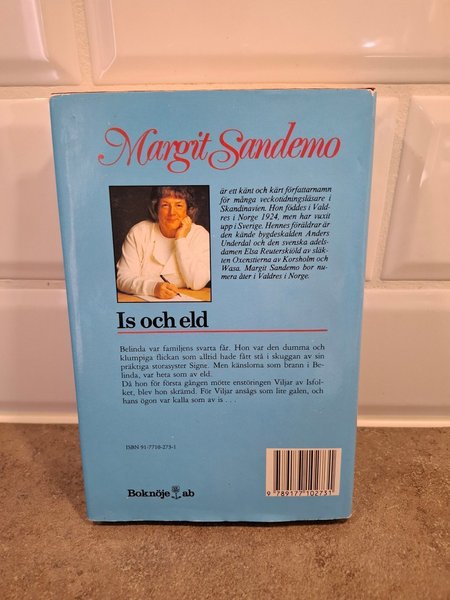 Margit Sandemo
är ett känt och kärt författarnamn
för många veckotidningsläsare i
Skandinavien. Hon föddes i Vald-
res i Norge 1924, men har vuxit
upp i Sverige. Hennes föräldrar är
den kände bygdeskalden Anders
Underdal och den svenska adels-
damen Elsa Reuterskiöld av släk-
ten Oxenstierna av Korsholm och
Wasa. Margit Sandemo bor nu-
mera åter i Valdres i Norge.
Is och eld
Belinda var familjens svarta får. Hon var den dumma och
klumpiga flickan som alltid hade fått stå i skuggan av sin
präktiga storasyster Signe. Men känslorna som brann i Be-
linda, var heta som av eld.
Då hon för första gången mötte enstöringen Viljar av Isfol-
ket, blev hon skrämd. För Viljar ansågs som lite galen, och
hans ögon var kalla som av is . . .
ISBN 91-7710-273-1
Boknöje ab
9 789177 102731